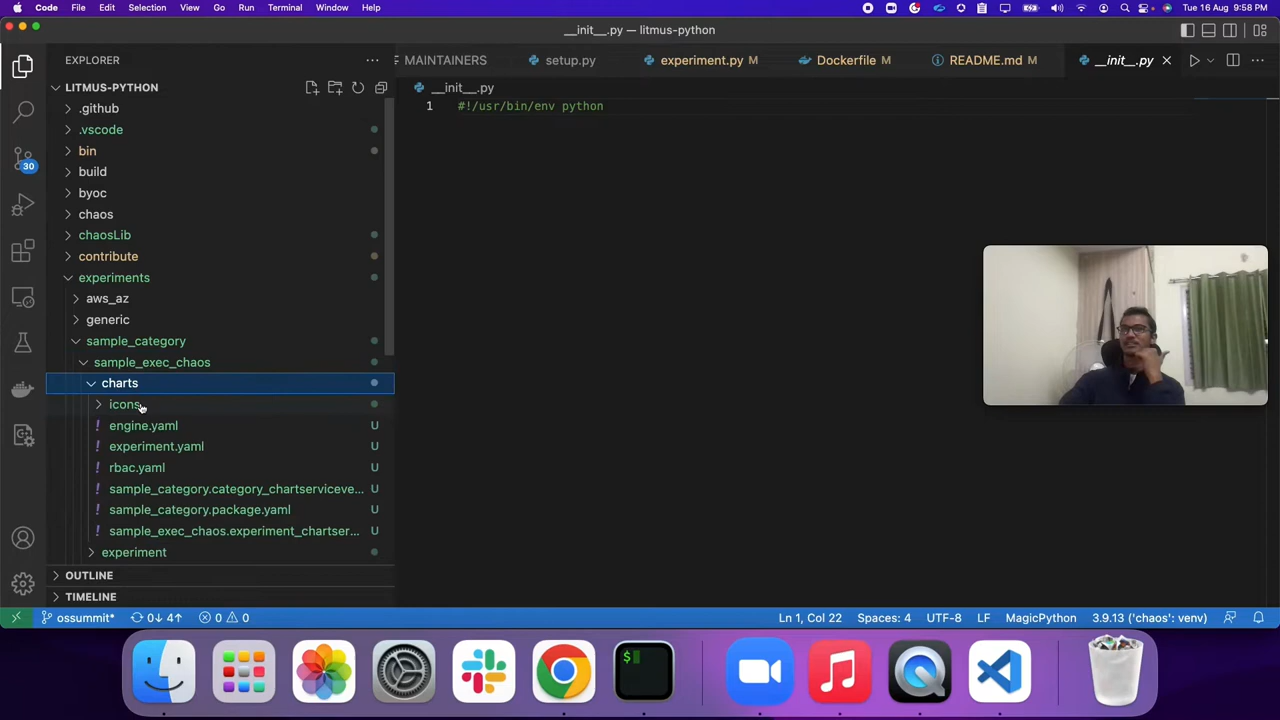 Code File Edit Selection View Go Run Terminal Window Help Tue 16 Aug 9:58 PM
__init__.py — litmus-python
EXPLORER
MAINTAINERS setup.py experiment.py M Dockerfile M README.md M __init__.py
LITMUS-PYTHON
__init__.py
1 #!/usr/bin/env python
.github
.vscode
bin
30
build
byoc
chaos
chaosLib
contribute
experiments
aws_az
generic
sample_category
sample_exec_chaos
charts
icons
engine.yaml U
experiment.yaml U
rbac.yaml U
sample_category.category_chartserviceve... U
sample_category.package.yaml U
sample_exec_chaos.experiment_chartser... U
experiment
OUTLINE
TIMELINE
ossummit* 0↓ 4↑ 0 0 Ln 1, Col 22 Spaces: 4 UTF-8 LF MagicPython 3.9.13 ('chaos': venv)
$